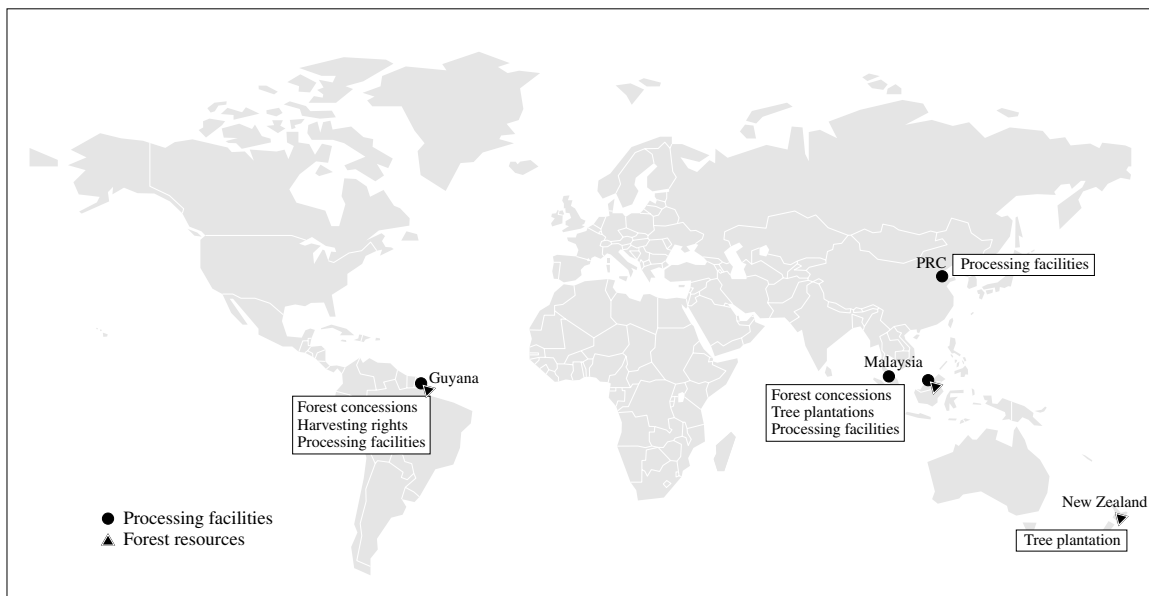 PRC
Processing facilities
Malaysia
Guyana
Forest concessions
Tree plantations
Processing facilities
Forest concessions
Harvesting rights
Processing facilities
New Zealand
Processing facilities
Forest resources
Tree plantation